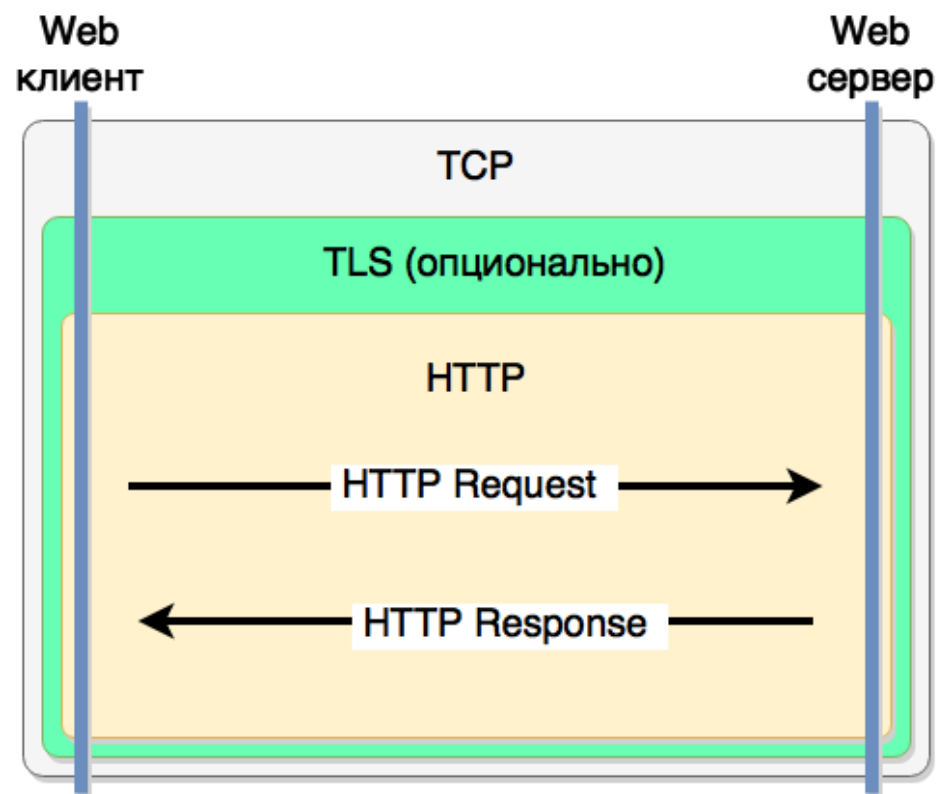 Web
клиент
Web
сервер
TCP
TLS (опционально)
HTTP
HTTP Request
HTTP Response